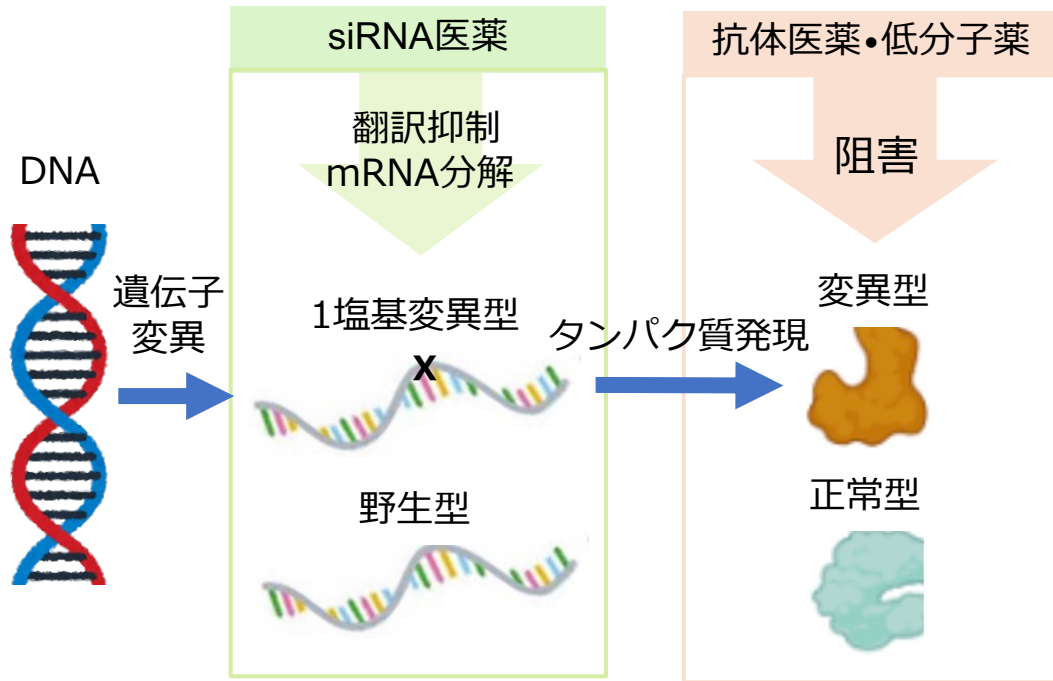 siRNA医薬
抗体医薬•低分子薬
翻訳抑制
mRNA分解
阻害
DNA
遺伝子
変異
1塩基変異型
X
タンパク質発現
変異型
野生型
正常型